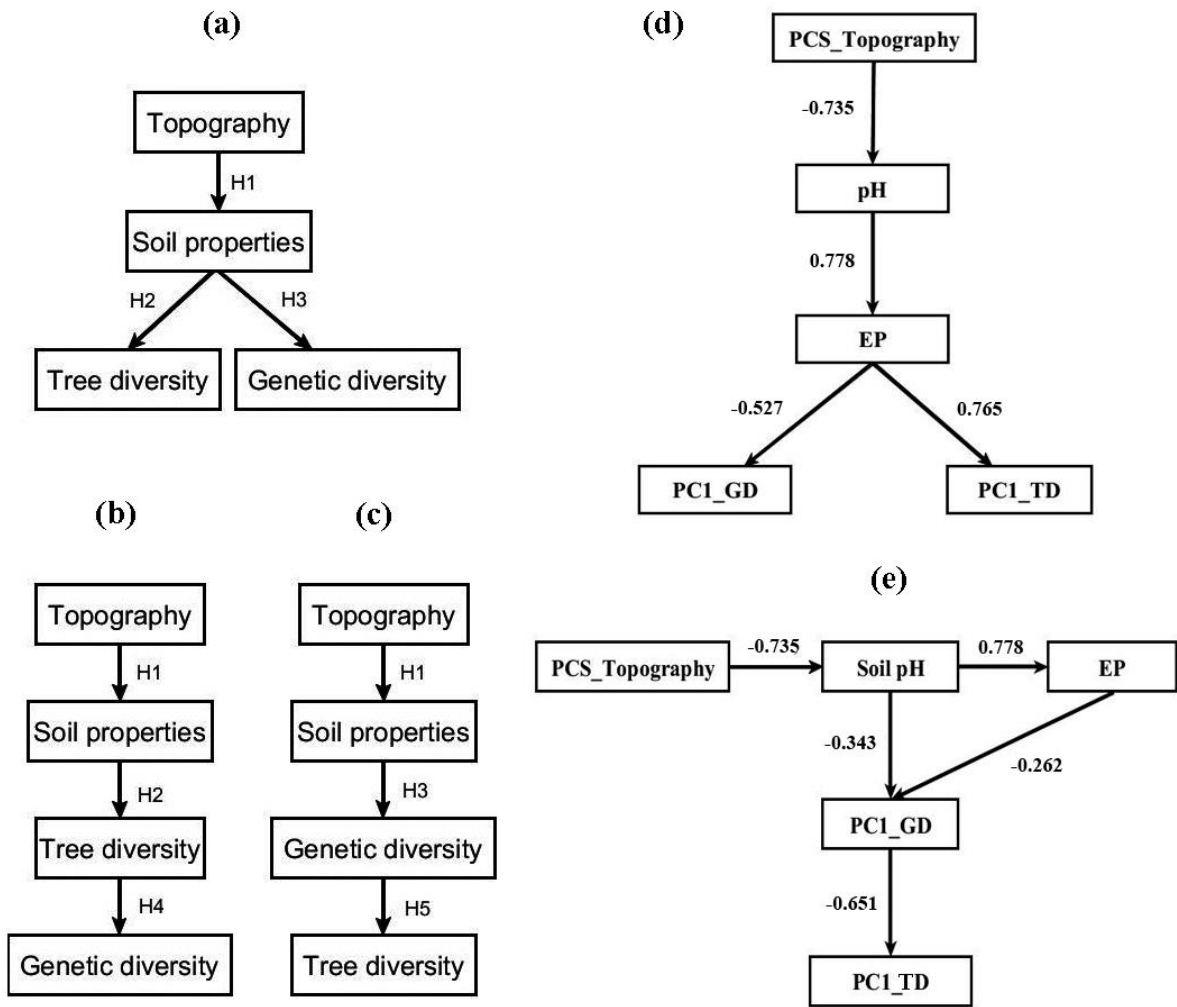 (a)
Topography
H1
Soil properties
H2
H3
Tree diversity
Genetic diversity
(b)
Topography
H1
Soil properties
H2
Tree diversity
H4
Genetic diversity
(c)
Topography
H1
Soil properties
H3
Genetic diversity
H5
Tree diversity
(d)
PCS_Topography
-0.735
pH
0.778
EP
-0.527
0.765
PC1_GD
PC1_TD
(e)
PCS_Topography
-0.735
Soil pH
0.778
EP
-0.343
-0.262
PC1_GD
-0.651
PC1_TD